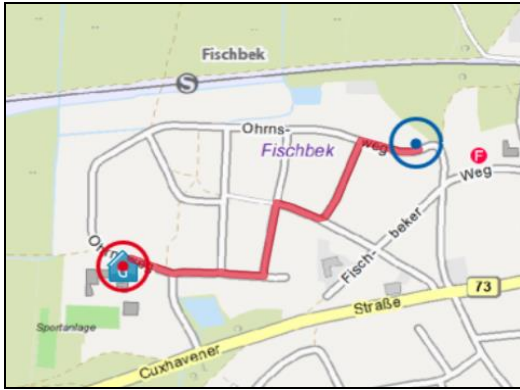 Fischbek
S
Ohrns-
weg
Fischbek
F
Weg
Fisch-
beker
73
Straße
Sportanlage
Cuxhavener